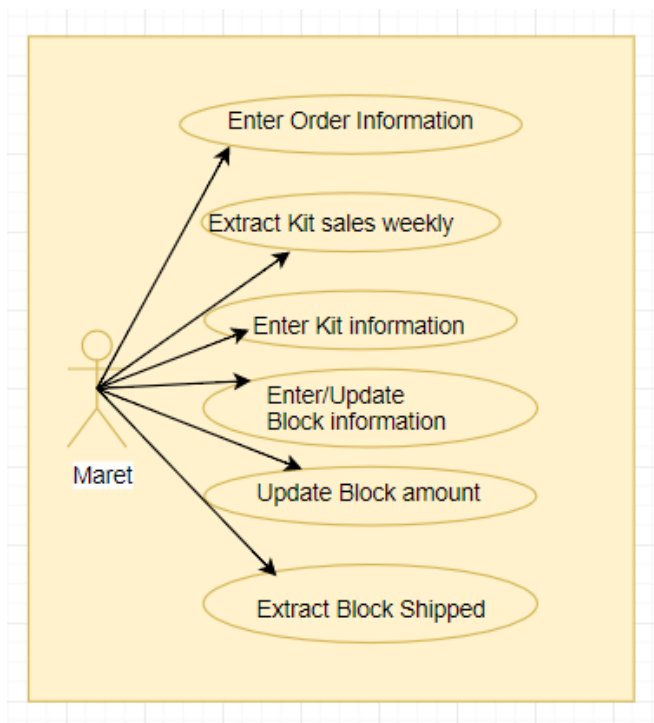 Enter Order Information
Extract Kit sales weekly
Enter Kit information
Enter/Update
Block information
Maret
Update Block amount
Extract Block Shipped